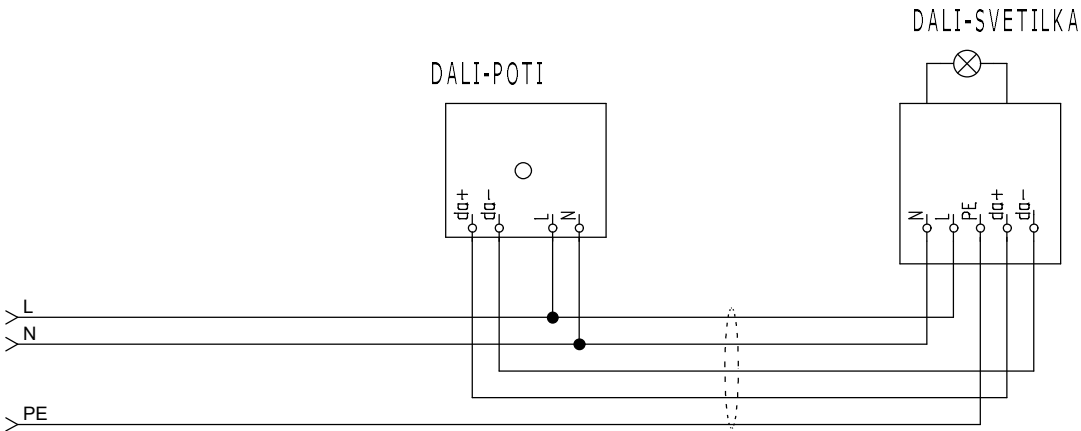 DALI-SVETILKA
DALI-POTI
da+ da- L N
N L PE da+ da-
L
N
PE